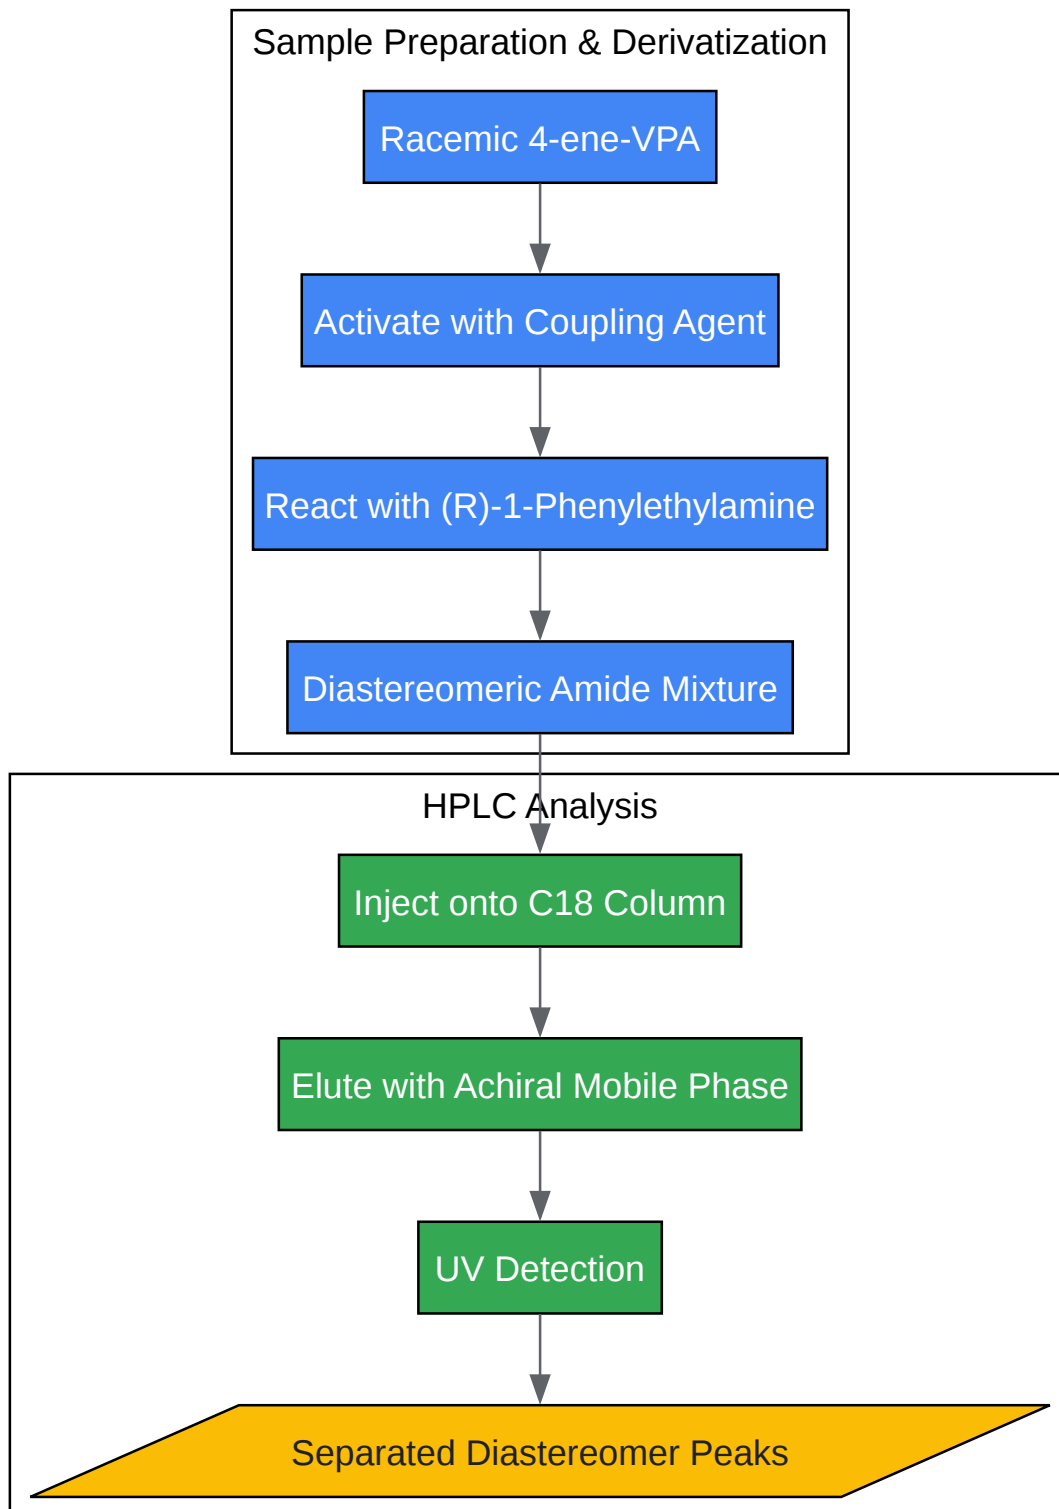 Sample Preparation & Derivatization
Racemic 4-ene-VPA
Activate with Coupling Agent
React with (R)-1-Phenylethylamine
Diastereomeric Amide Mixture
HPLC Analysis
Inject onto C18 Column
Elute with Achiral Mobile Phase
UV Detection
Separated Diastereomer Peaks